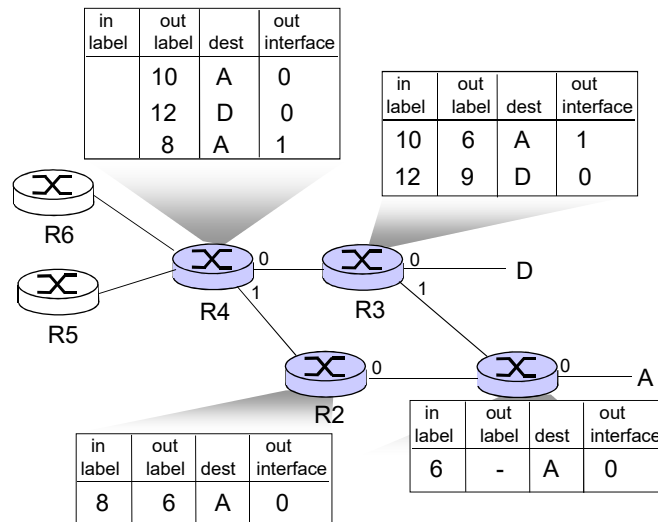 in out out
label label dest interface
10 A 0
12 D 0
8 A 1
in out out
label label dest interface
10 6 A 1
12 9 D 0
R6
0
0
D
R5
R4
1
R3
1
0
0
A
R2
in out out
label label dest interface
6 - A 0
in out out
label label dest interface
8 6 A 0